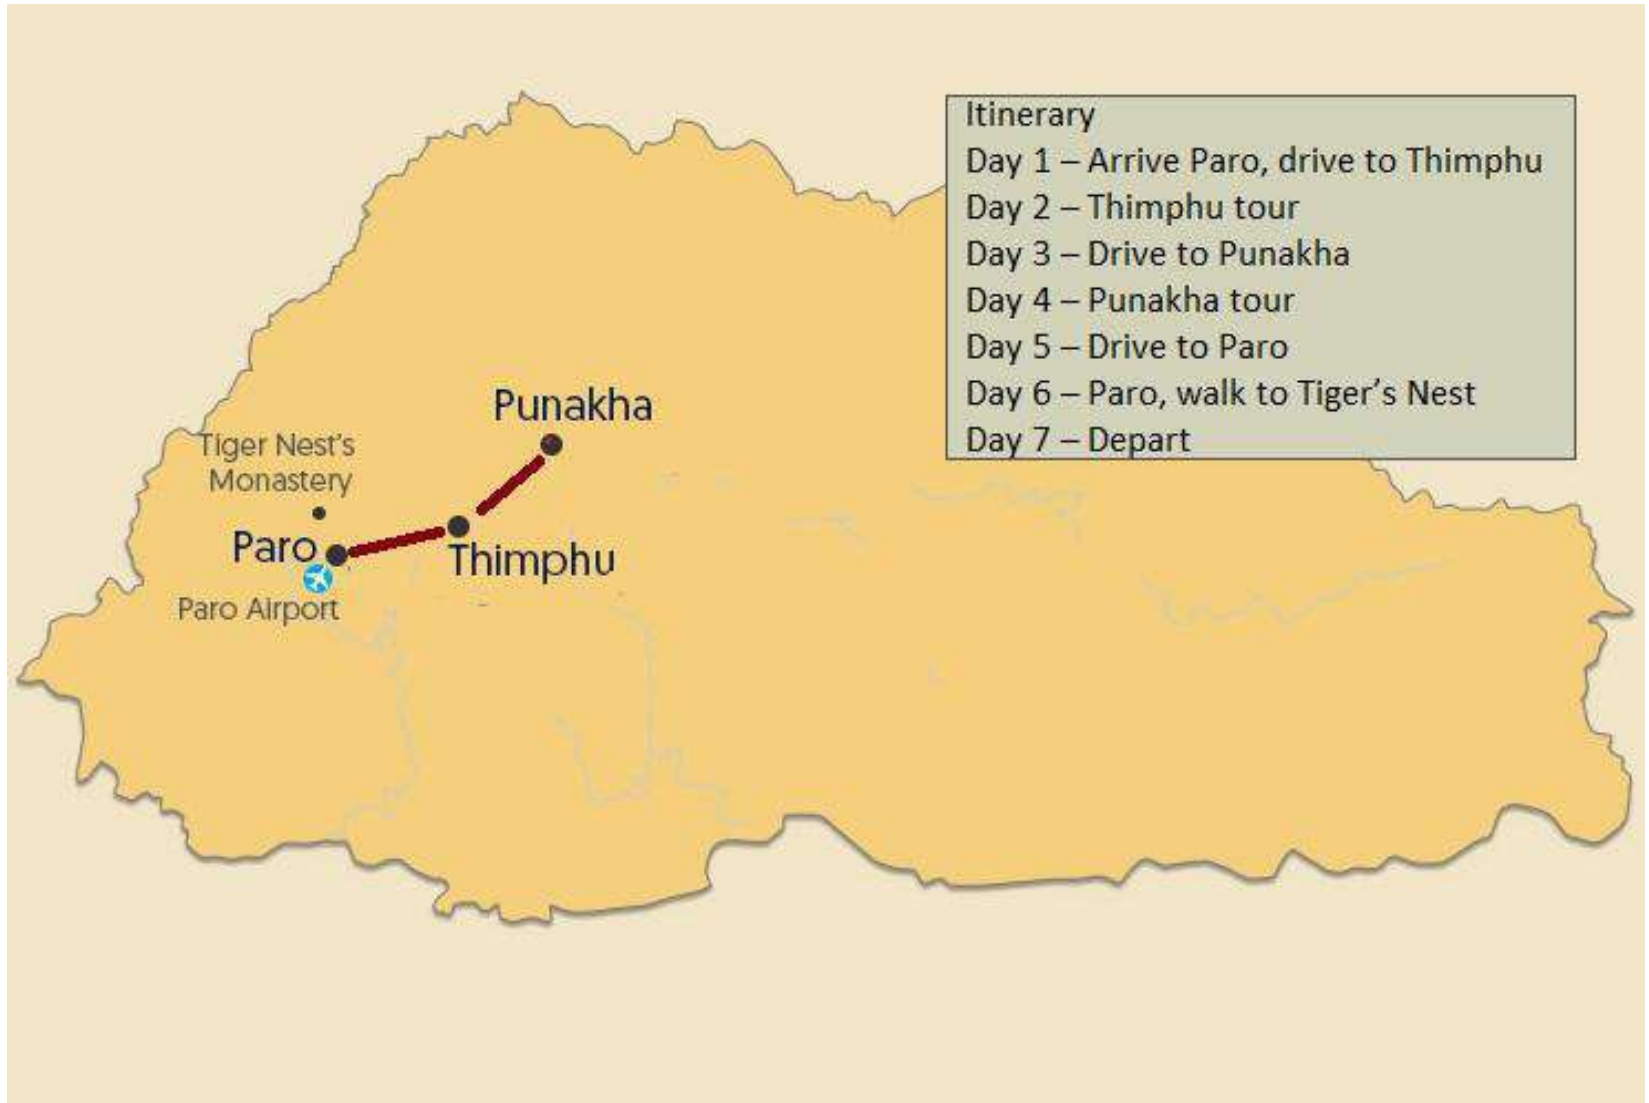 Itinerary
Day 1 – Arrive Paro, drive to Thimphu
Day 2 – Thimphu tour
Day 3 – Drive to Punakha
Day 4 – Punakha tour
Day 5 – Drive to Paro
Day 6 – Paro, walk to Tiger’s Nest
Day 7 – Depart
Punakha
Tiger Nest's
Monastery
Paro
Thimphu
Paro Airport